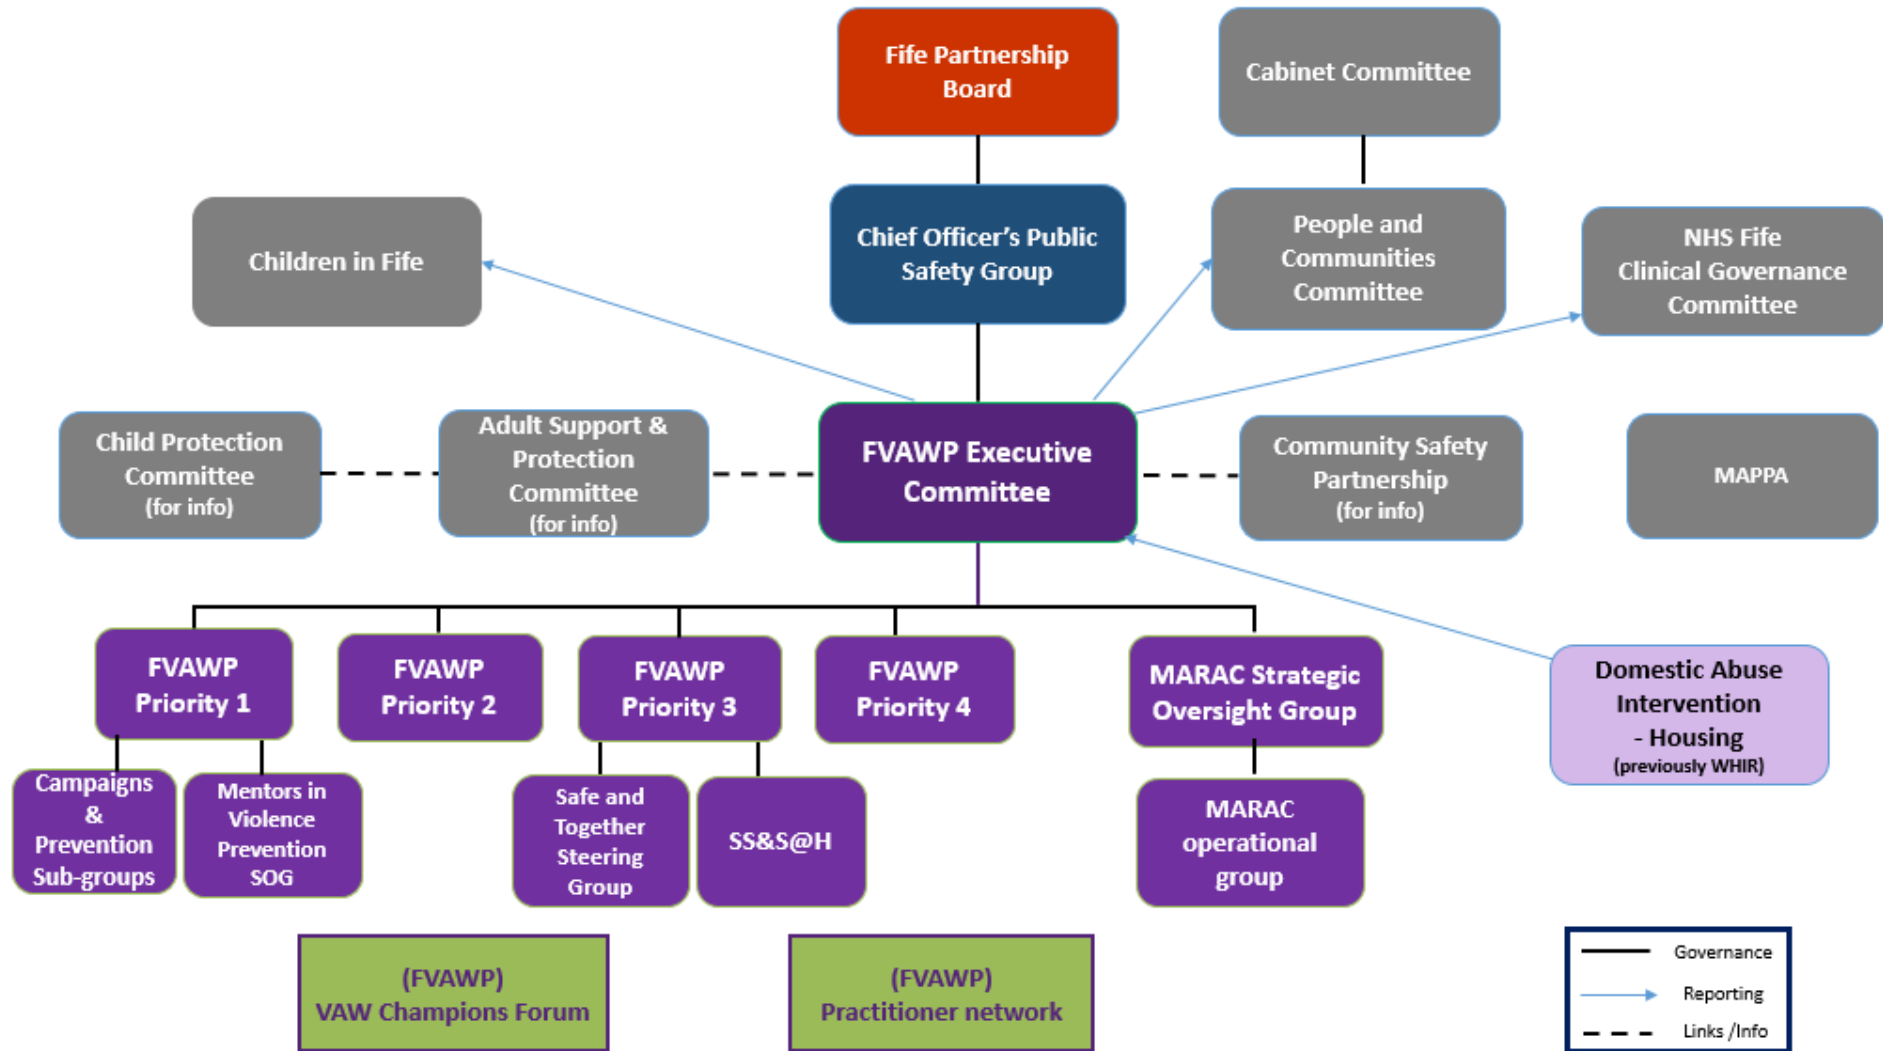 Fife Partnership
Board
Cabinet Committee
Children in Fife
Chief Officer's Public
Safety Group
People and
Communities
Committee
NHS Fife
Clinical Governance
Committee
Child Protection
Committee
(for info)
Adult Support &
Protection
Committee
(for info)
FVAWP Executive
Committee
Community Safety
Partnership
(for info)
MAPPA
FVAWP
Priority 1
FVAWP
Priority 2
FVAWP
Priority 3
FVAWP
Priority 4
MARAC Strategic
Oversight Group
Domestic Abuse
Intervention
- Housing
(previously WHIR)
Campaigns
&
Prevention
Sub-groups
Mentors in
Violence
Prevention
SOG
Safe and
Together
Steering
Group
SS&S@H
MARAC
operational
group
(FVAWP)
VAW Champions Forum
(FVAWP)
Practitioner network
Governance
Reporting
Links /Info